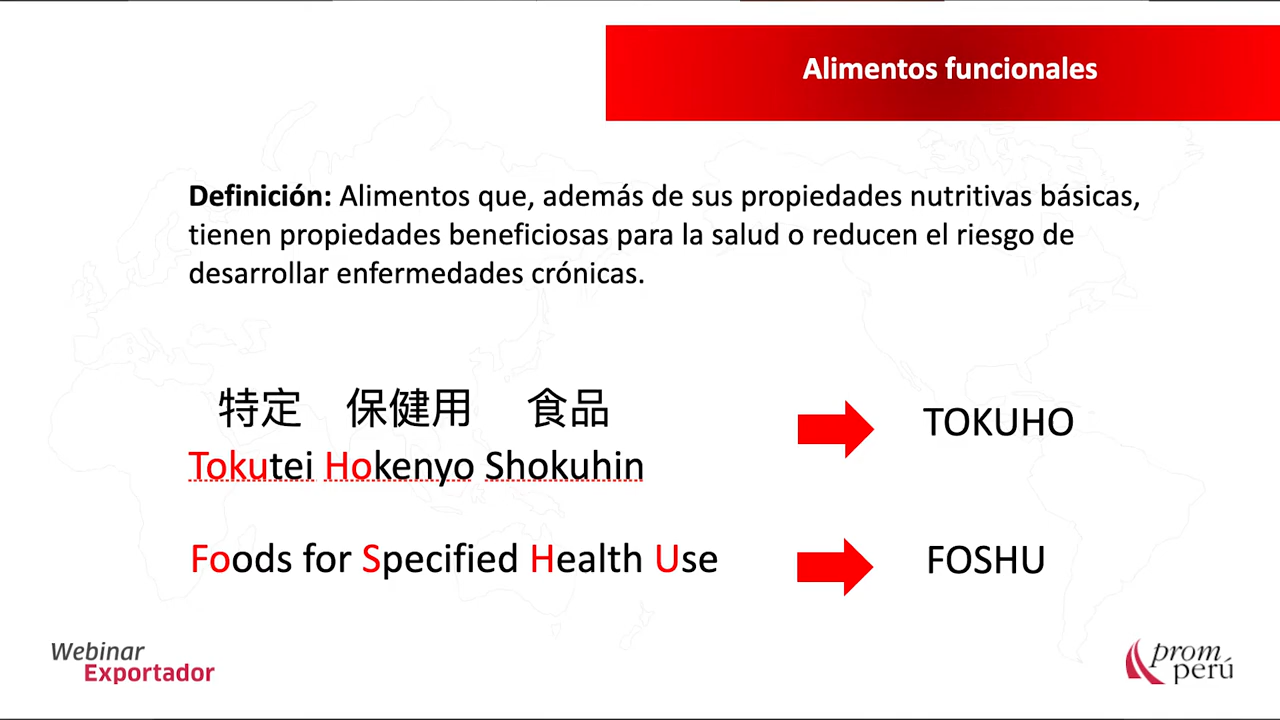 Alimentos funcionales
Definición: Alimentos que, además de sus propiedades nutritivas básicas,
tienen propiedades beneficiosas para la salud o reducen el riesgo de
desarrollar enfermedades crónicas.
特定 保健用 食品
TOKUHO
Tokutei Hokenyo Shokuhin
Foods for Specified Health Use
FOSHU
Webinar
Exportador
prom
perú